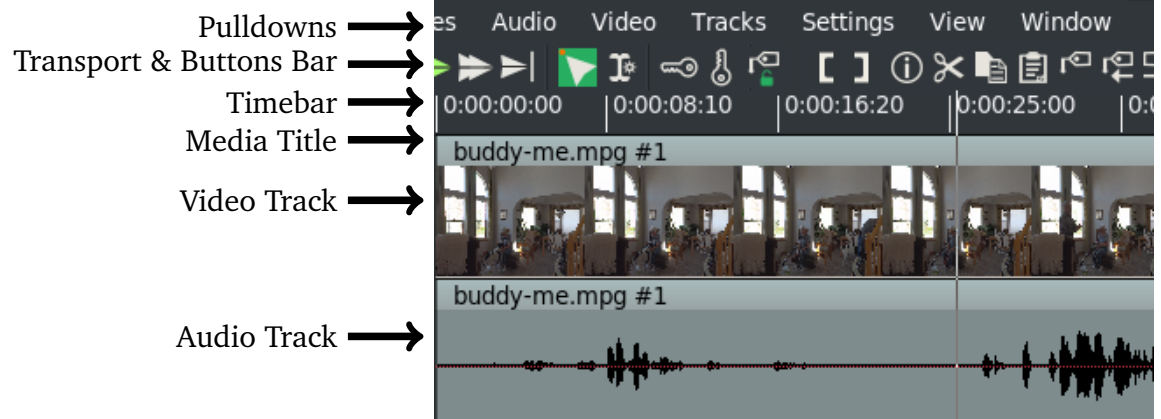 Pulldowns
es Audio Video Tracks Settings View Window
Transport & Buttons Bar
Timebar
0:00:00:00 0:00:08:10 0:00:16:20 0:00:25:00 0:0
Media Title
buddy-me.mpg #1
Video Track
buddy-me.mpg #1
Audio Track